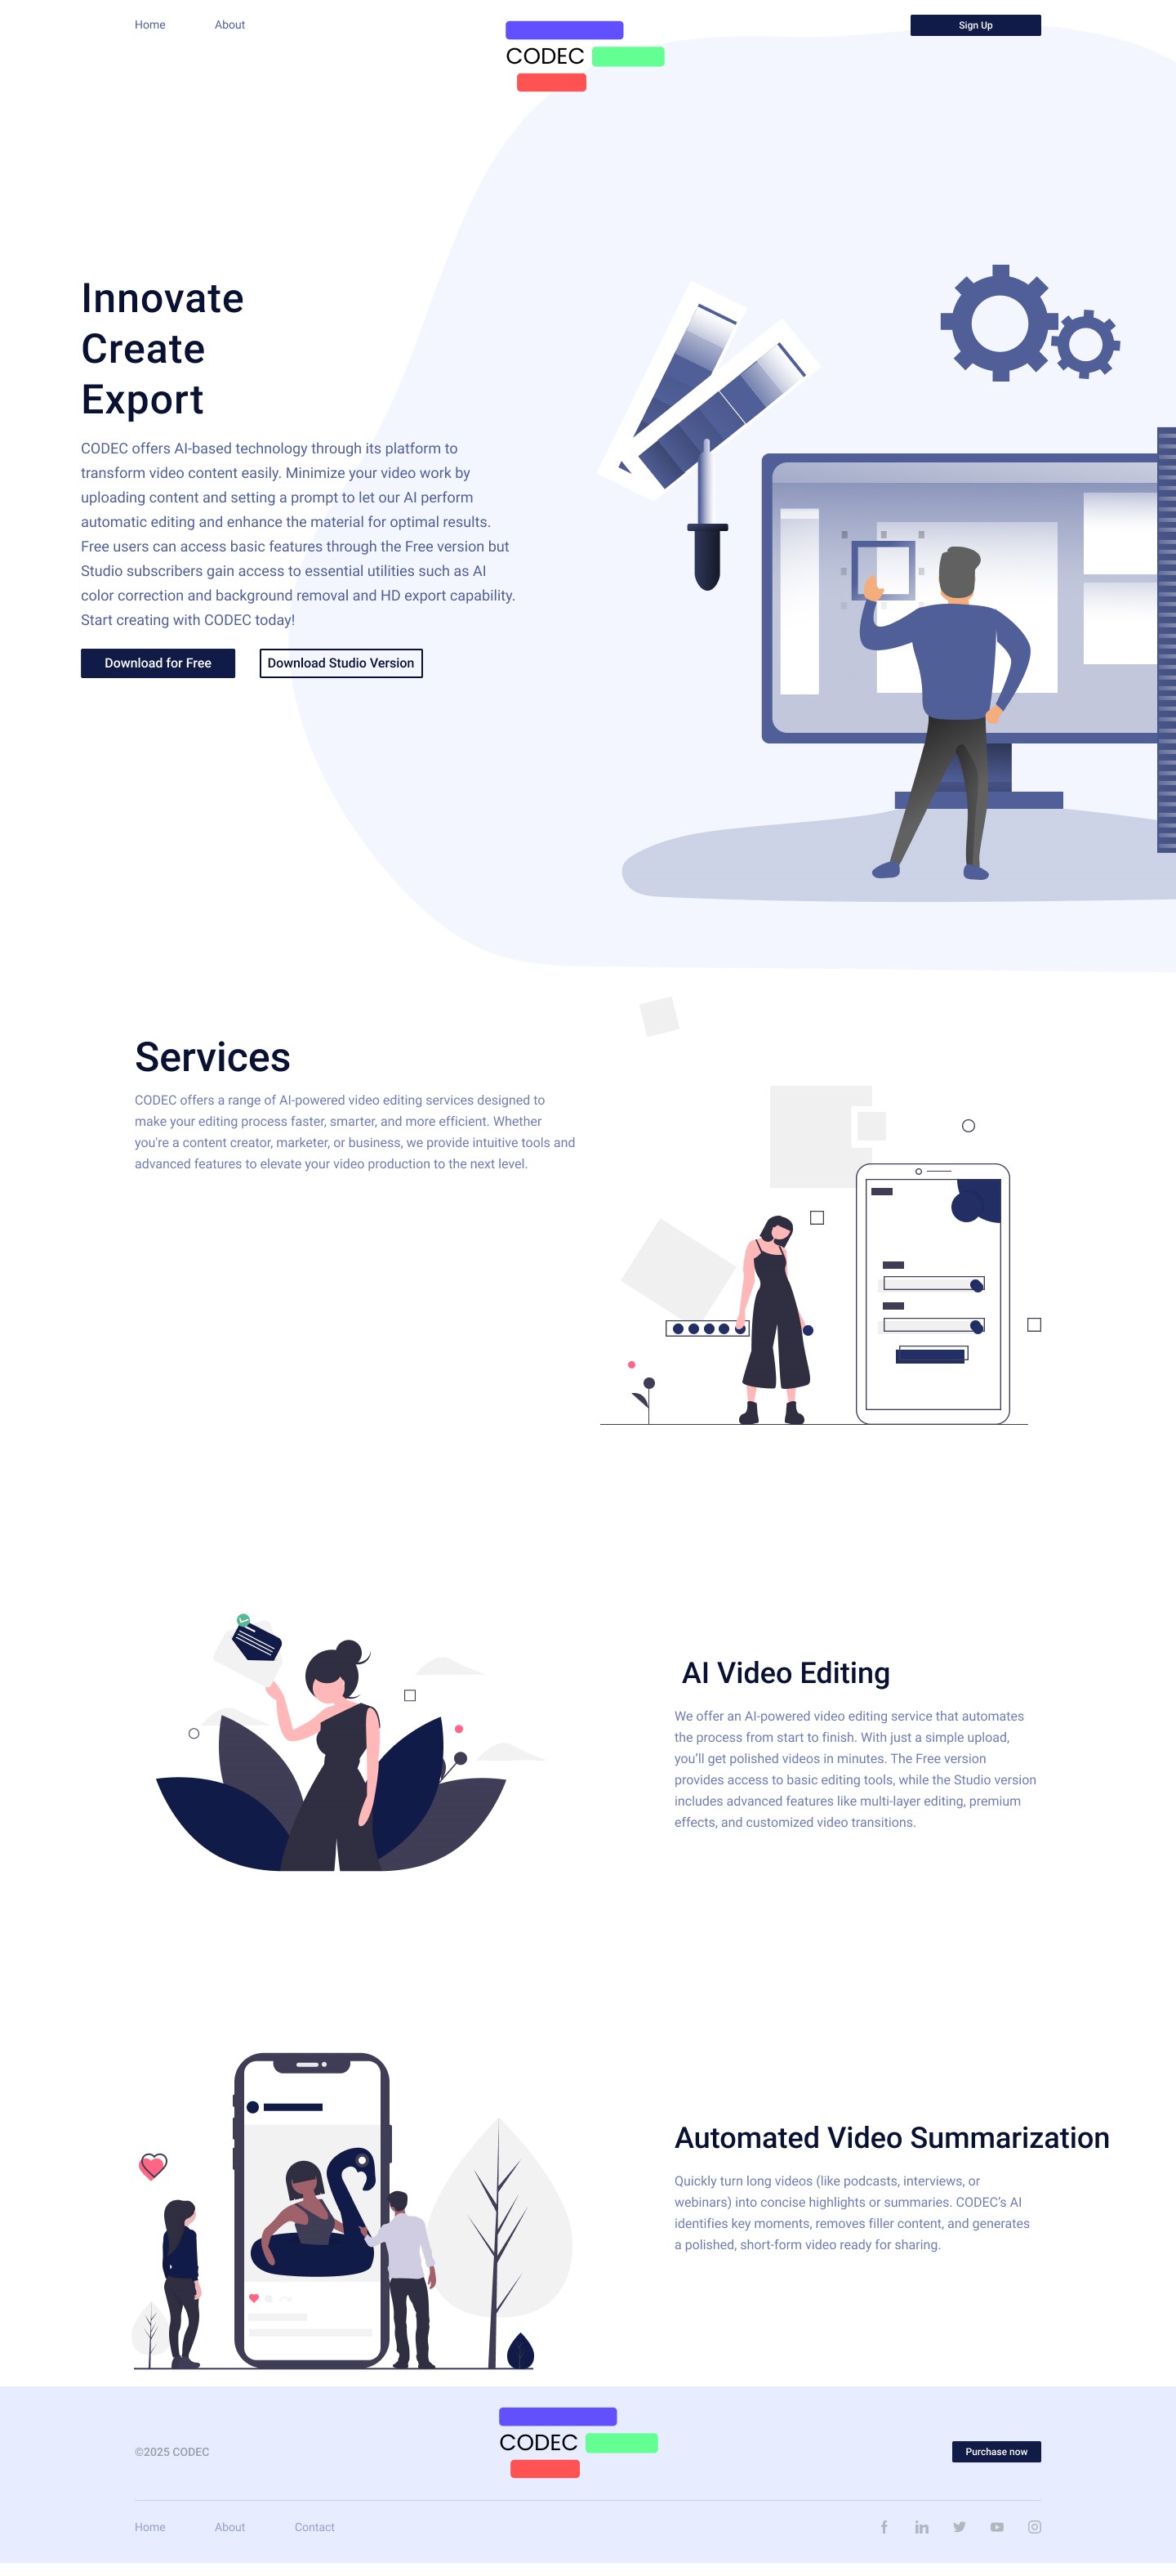 Home
About
CODEC
Sign Up
Innovate
Create
Export
CODEC offers AI-based technology through its platform to
transform video content easily. Minimize your video work by
uploading content and setting a prompt to let our AI perform
automatic editing and enhance the material for optimal results.
Free users can access basic features through the Free version but
Studio subscribers gain access to essential utilities such as AI
color correction and background removal and HD export capability.
Start creating with CODEC today!
Download for Free
Download Studio Version
Services
CODEC offers a range of AI-powered video editing services designed to
make your editing process faster, smarter, and more efficient. Whether
you're a content creator, marketer, or business, we provide intuitive tools and
advanced features to elevate your video production to the next level.
AI Video Editing
We offer an AI-powered video editing service that automates
the process from start to finish. With just a simple upload,
you’ll get polished videos in minutes. The Free version
provides access to basic editing tools, while the Studio version
includes advanced features like multi-layer editing, premium
effects, and customized video transitions.
Automated Video Summarization
Quickly turn long videos (like podcasts, interviews, or
webinars) into concise highlights or summaries. CODEC’s AI
identifies key moments, removes filler content, and generates
a polished, short-form video ready for sharing.
©2025 CODEC
CODEC
Purchase now
Home
About
Contact